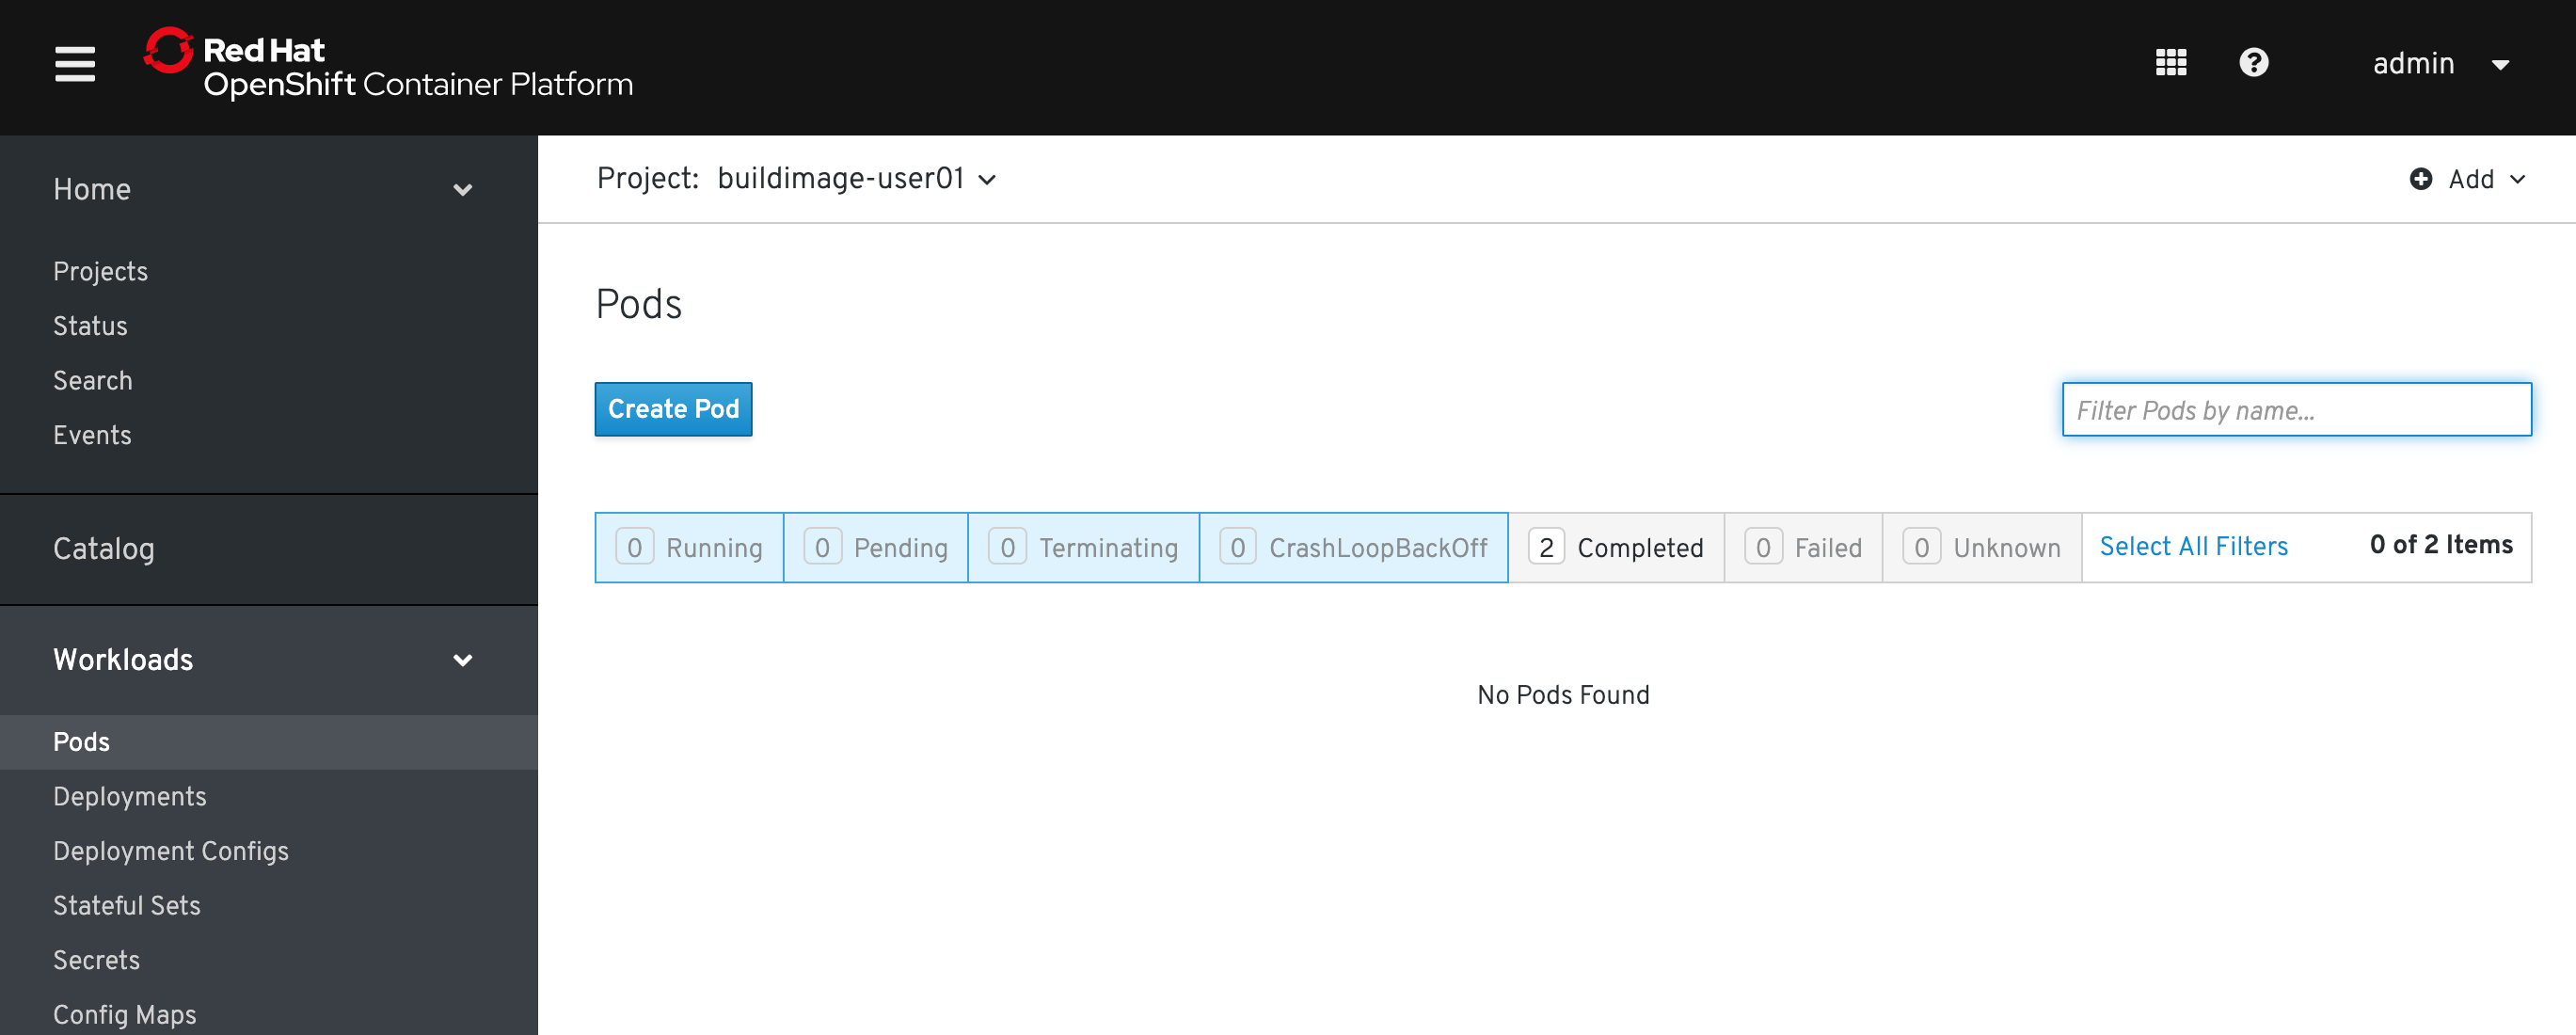 Red Hat
OpenShift Container Platform
admin
Home
Projects
Status
Search
Events
Catalog
Workloads
Pods
Deployments
Deployment Configs
Stateful Sets
Secrets
Config Maps
Project: buildimage-user01
Add
Pods
Create Pod
Filter Pods by name...
0 Running 0 Pending 0 Terminating 0 CrashLoopBackOff 2 Completed 0 Failed 0 Unknown Select All Filters 0 of 2 Items
No Pods Found